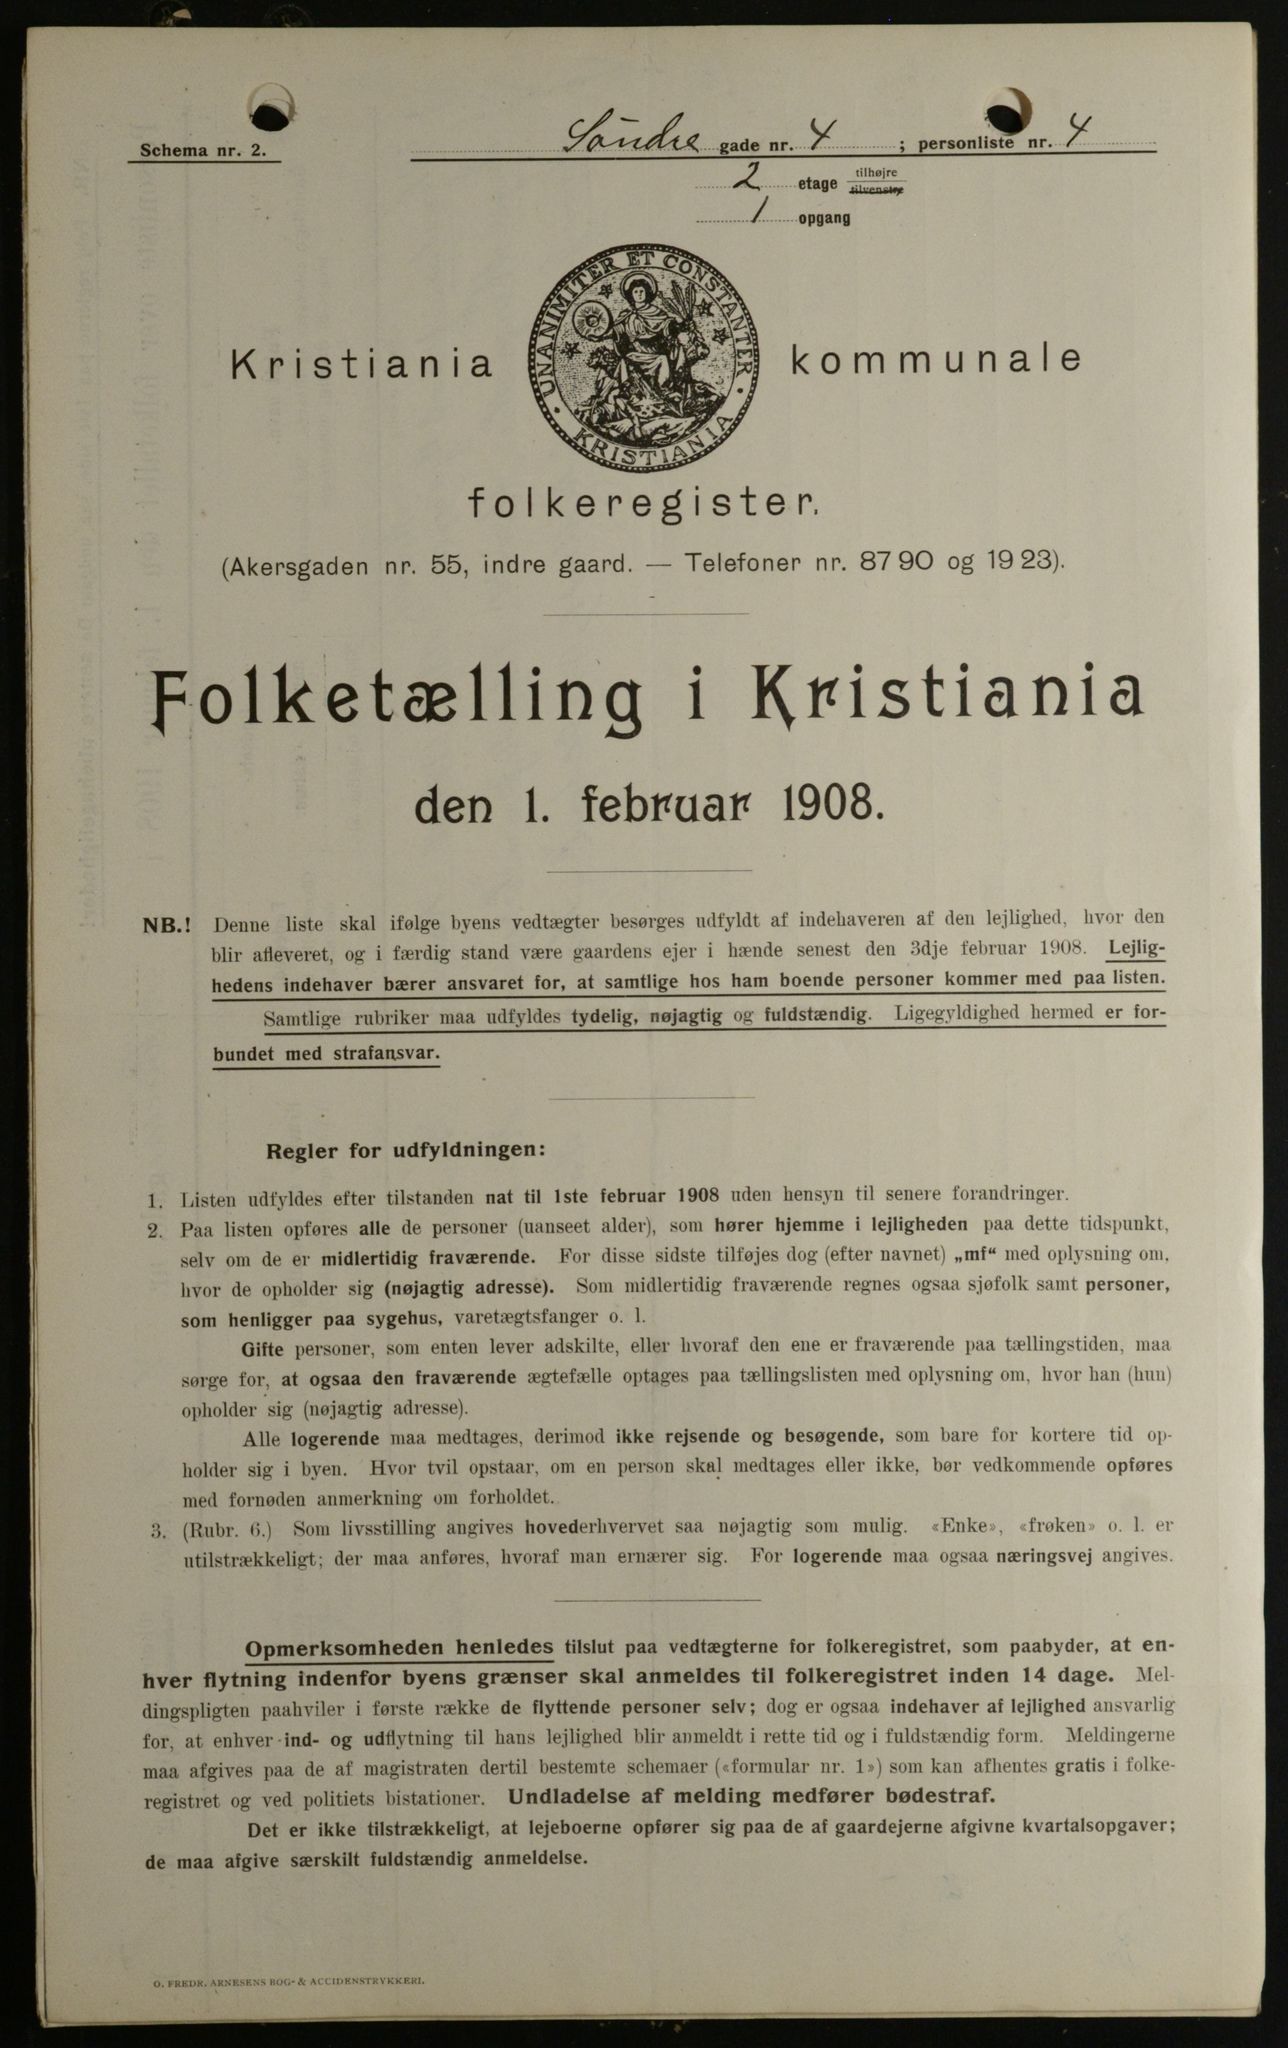 Schema nr. 2.
Søndre gade nr. 4 ; personliste nr. 4
2 etage tilhøjre tilvenstre
1 opgang
UNANIMITER ET CONSTANTER · KRISTIANIA ·
Kristiania kommunale
folkeregister.
(Akersgaden nr. 55, indre gaard. — Telefoner nr. 87 90 og 19 23).
Folketælling i Kristiania
den 1. februar 1908.
NB.! Denne liste skal ifølge byens vedtægter besørges udfyldt af indehaveren af den lejlighed, hvor den
blir afleveret, og i færdig stand være gaardens ejer i hænde senest den 3dje februar 1908. Lejlig-
hedens indehaver bærer ansvaret for, at samtlige hos ham boende personer kommer med paa listen.
Samtlige rubriker maa udfyldes tydelig, nøjagtig og fuldstændig. Ligegyldighed hermed er for-
bundet med strafansvar.
Regler for udfyldningen:
1. Listen udfyldes efter tilstanden nat til 1ste februar 1908 uden hensyn til senere forandringer.
2. Paa listen opføres alle de personer (uanseet alder), som hører hjemme i lejligheden paa dette tidspunkt,
selv om de er midlertidig fraværende. For disse sidste tilføjes dog (efter navnet) „mf“ med oplysning om,
hvor de opholder sig (nøjagtig adresse). Som midlertidig fraværende regnes ogsaa sjøfolk samt personer,
som henligger paa sygehus, varetægtsfanger o. l.
Gifte personer, som enten lever adskilte, eller hvoraf den ene er fraværende paa tællingstiden, maa
sørge for, at ogsaa den fraværende ægtefælle optages paa tællingslisten med oplysning om, hvor han (hun)
opholder sig (nøjagtig adresse).
Alle logerende maa medtages, derimod ikke rejsende og besøgende, som bare for kortere tid op-
holder sig i byen. Hvor tvil opstaar, om en person skal medtages eller ikke, bør vedkommende opføres
med fornøden anmerkning om forholdet.
3. (Rubr. 6.) Som livsstilling angives hovederhvervet saa nøjagtig som mulig. «Enke», «frøken» o. l. er
utilstrækkeligt; der maa anføres, hvoraf man ernærer sig. For logerende maa ogsaa næringsvej angives.
Opmerksomheden henledes tilslut paa vedtægterne for folkeregistret, som paabyder, at en-
hver flytning indenfor byens grænser skal anmeldes til folkeregistret inden 14 dage. Mel-
dingspligten paahviler i første række de flyttende personer selv; dog er ogsaa indehaver af lejlighed ansvarlig
for, at enhver ind- og udflytning til hans lejlighed blir anmeldt i rette tid og i fuldstændig form. Meldingerne
maa afgives paa de af magistraten dertil bestemte schemaer («formular nr. 1») som kan afhentes gratis i folke-
registret og ved politiets bistationer. Undladelse af melding medfører bødestraf.
Det er ikke tilstrækkeligt, at lejeboerne opfører sig paa de af gaardejerne afgivne kvartalsopgaver;
de maa afgive særskilt fuldstændig anmeldelse.
O. FREDR. ARNESENS BOG- & ACCIDENSTRYKKERI.